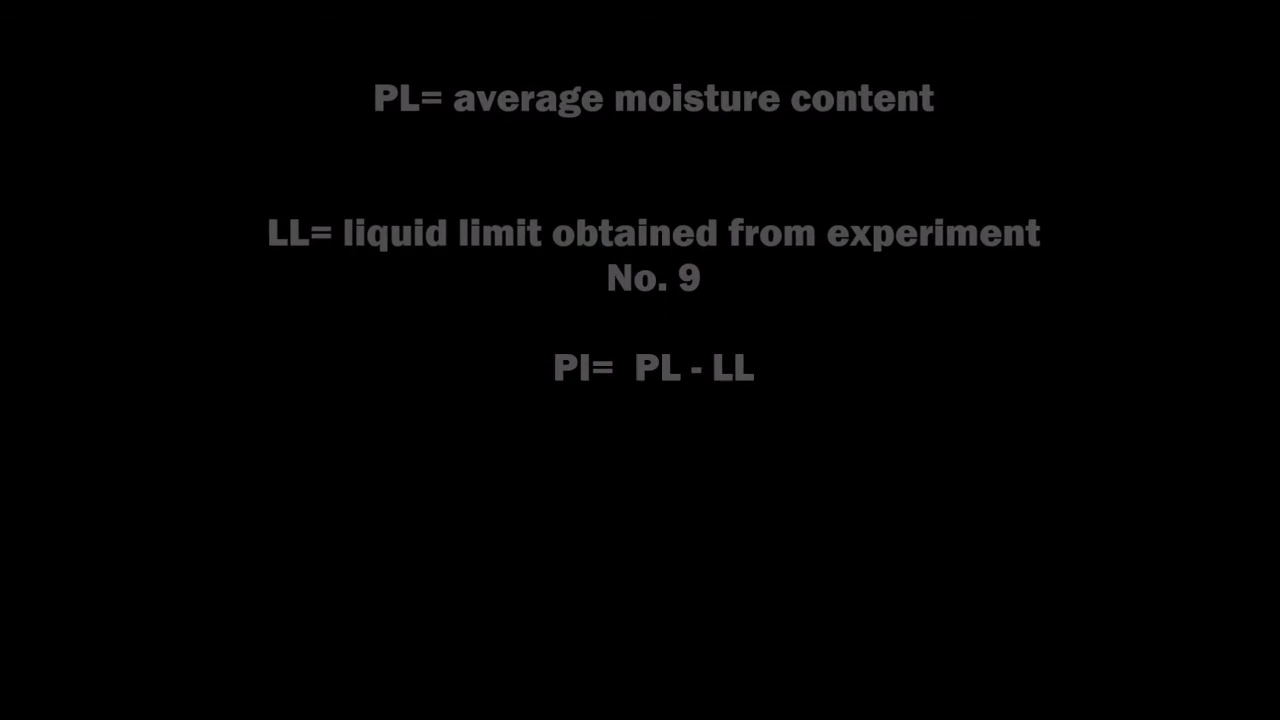 PL= average moisture content
LL= liquid limit obtained from experiment
No. 9
PI=  PL - LL